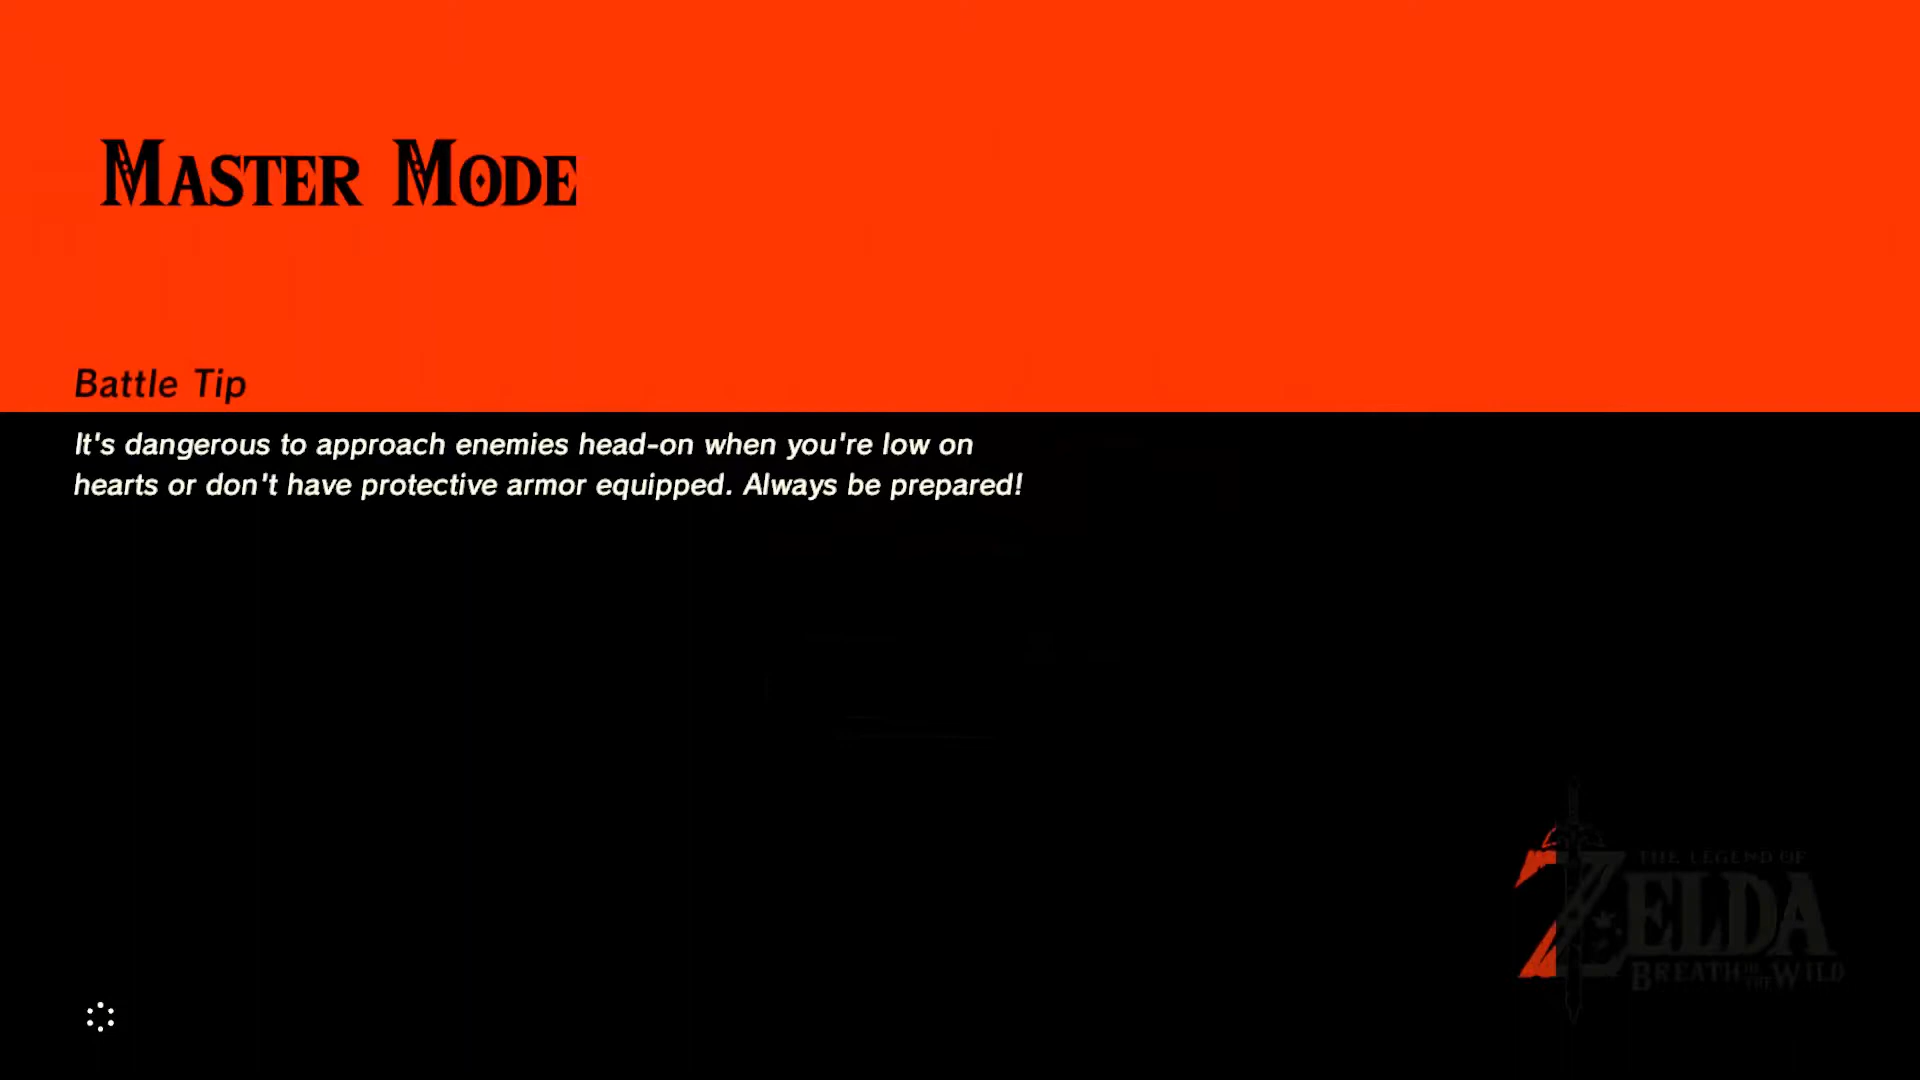 Master Mode
Battle Tip
It's dangerous to approach enemies head-on when you're low on
hearts or don't have protective armor equipped. Always be prepared!
THE LEGEND OF
ZELDA
BREATH OF THE WILD